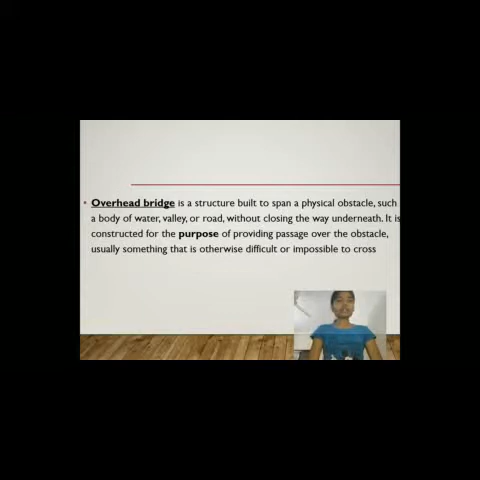 • Overhead bridge is a structure built to span a physical obstacle, such
a body of water, valley, or road, without closing the way underneath. It is
constructed for the purpose of providing passage over the obstacle,
usually something that is otherwise difficult or impossible to cross